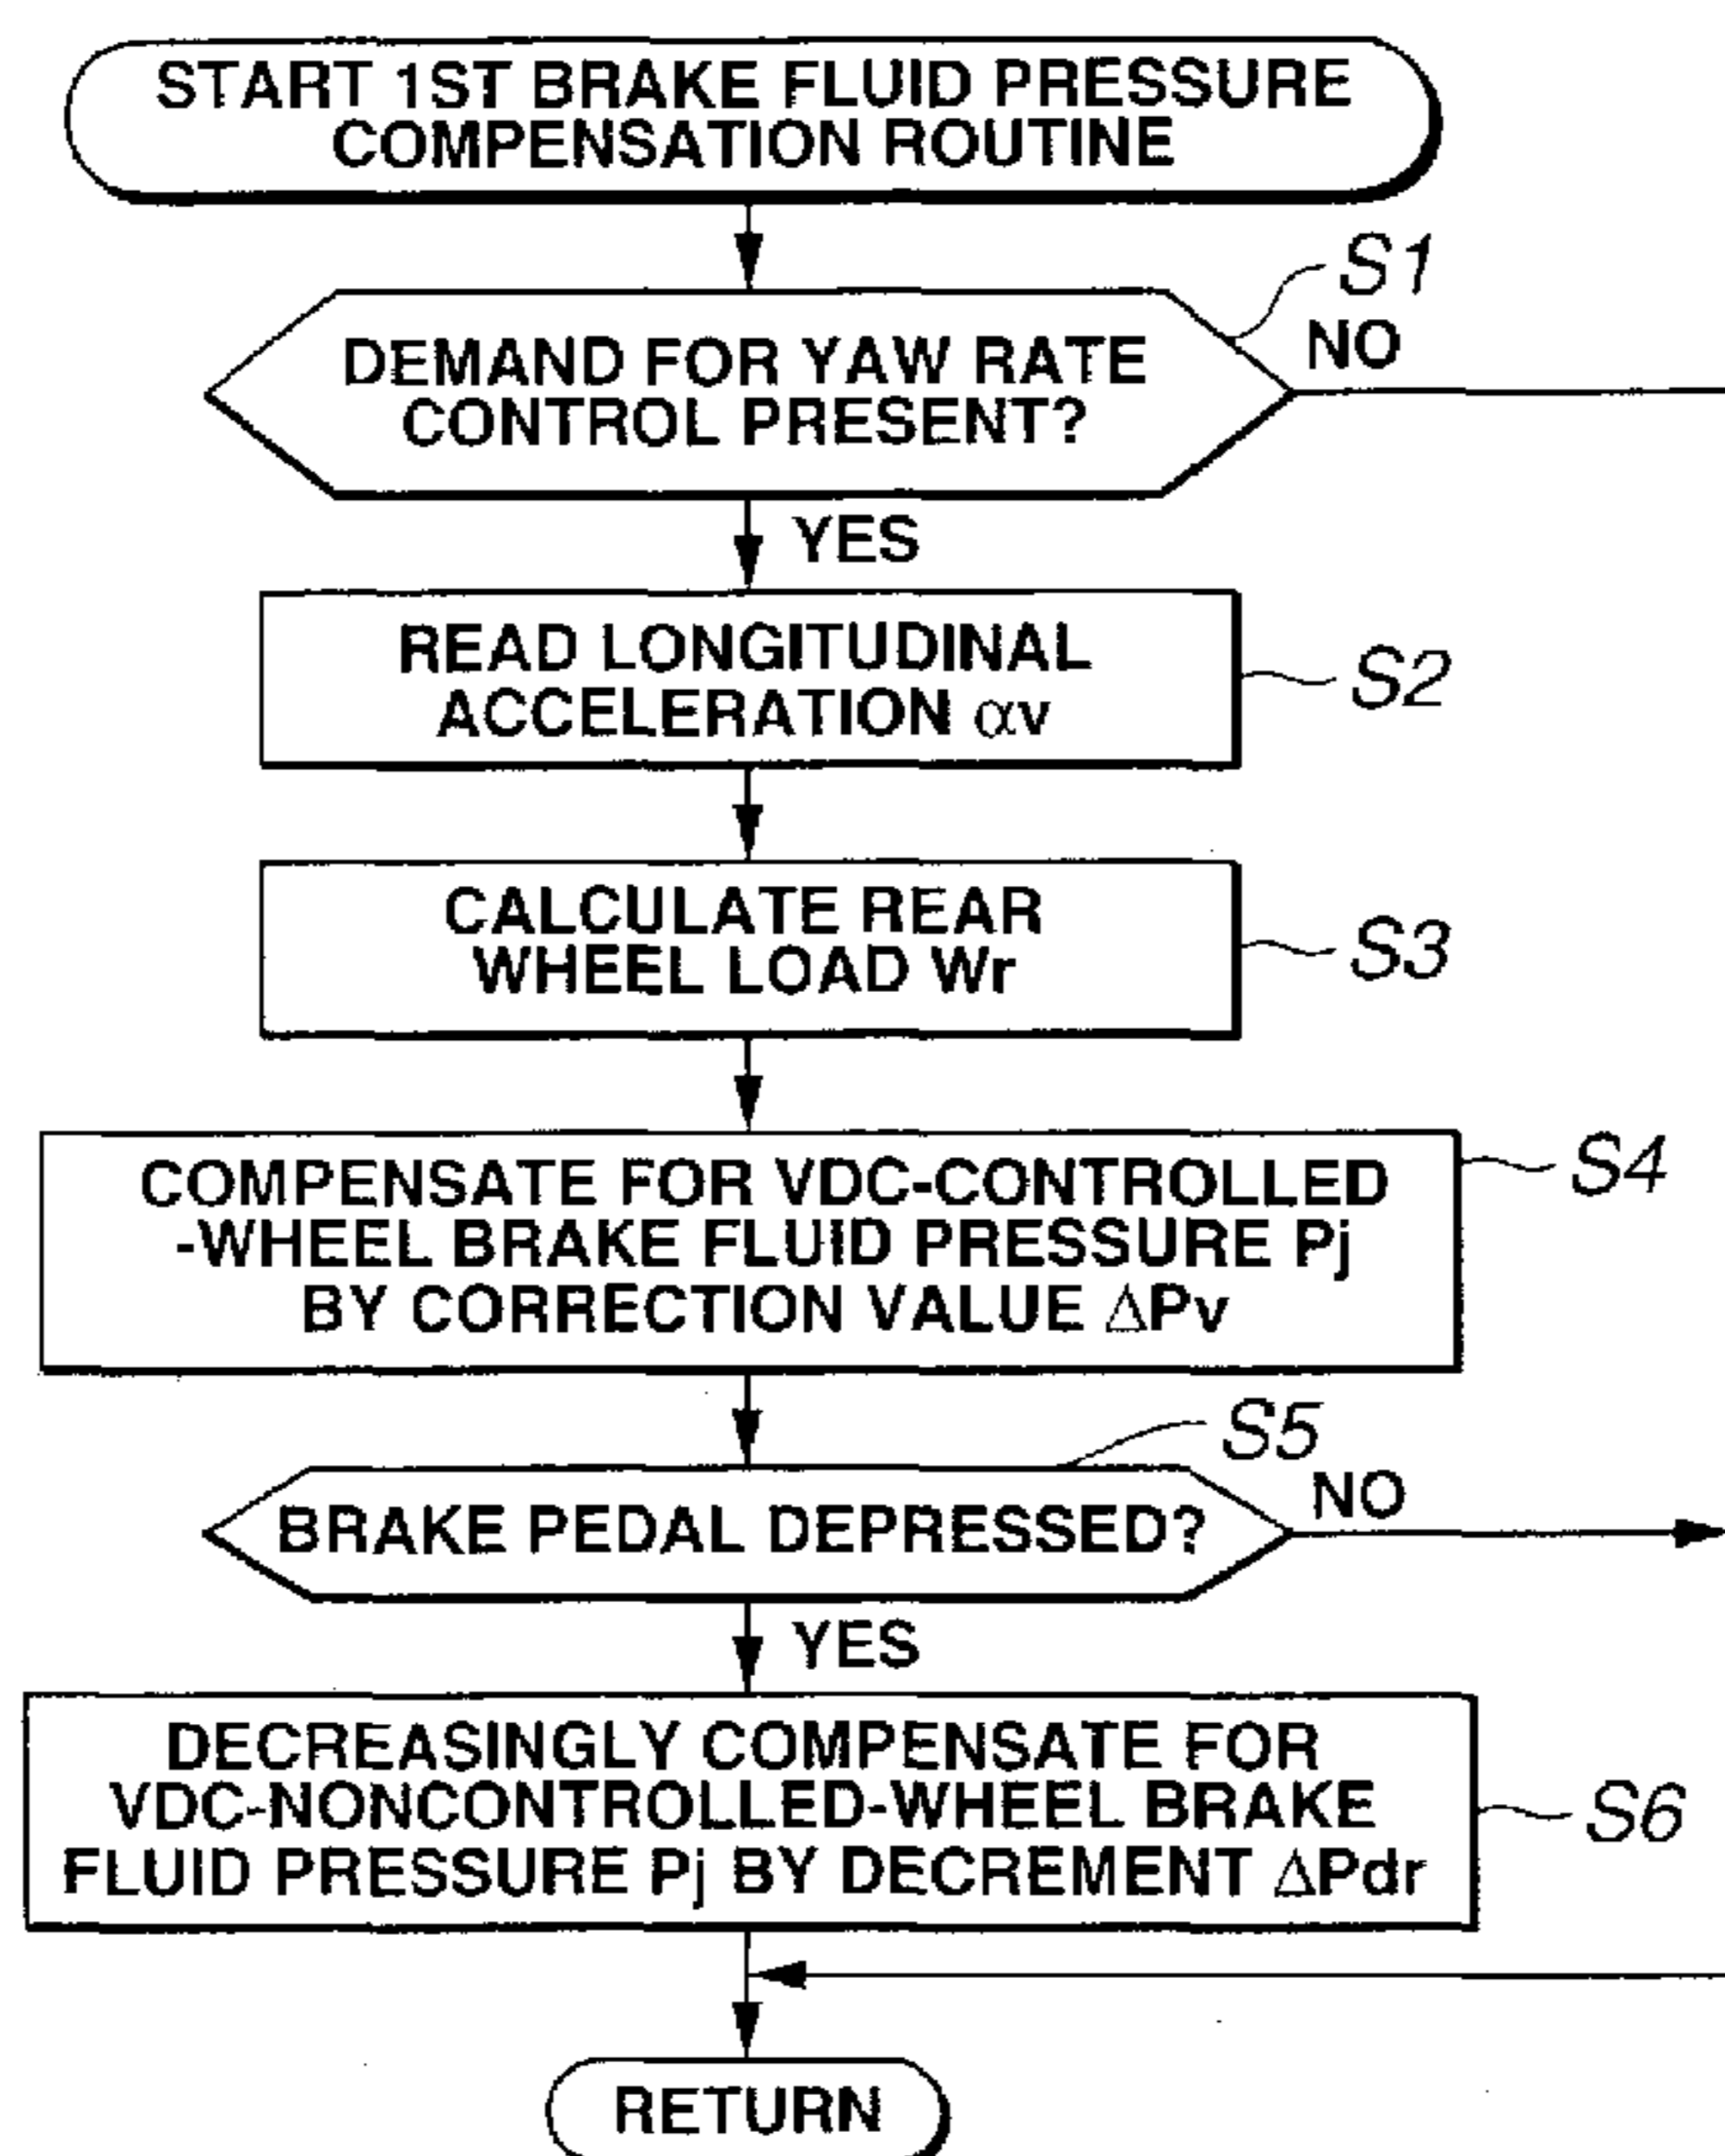 START 1ST BRAKE FLUID PRESSURE
COMPENSATION ROUTINE
S1
DEMAND FOR YAW RATE
CONTROL PRESENT?
NO
YES
READ LONGITUDINAL
ACCELERATION αv
S2
CALCULATE REAR
WHEEL LOAD Wr
S3
COMPENSATE FOR VDC-CONTROLLED
-WHEEL BRAKE FLUID PRESSURE Pj
BY CORRECTION VALUE ΔPv
S4
S5
BRAKE PEDAL DEPRESSED?
NO
YES
DECREASINGLY COMPENSATE FOR
VDC-NONCONTROLLED-WHEEL BRAKE
FLUID PRESSURE Pj BY DECREMENT ΔPdr
S6
RETURN